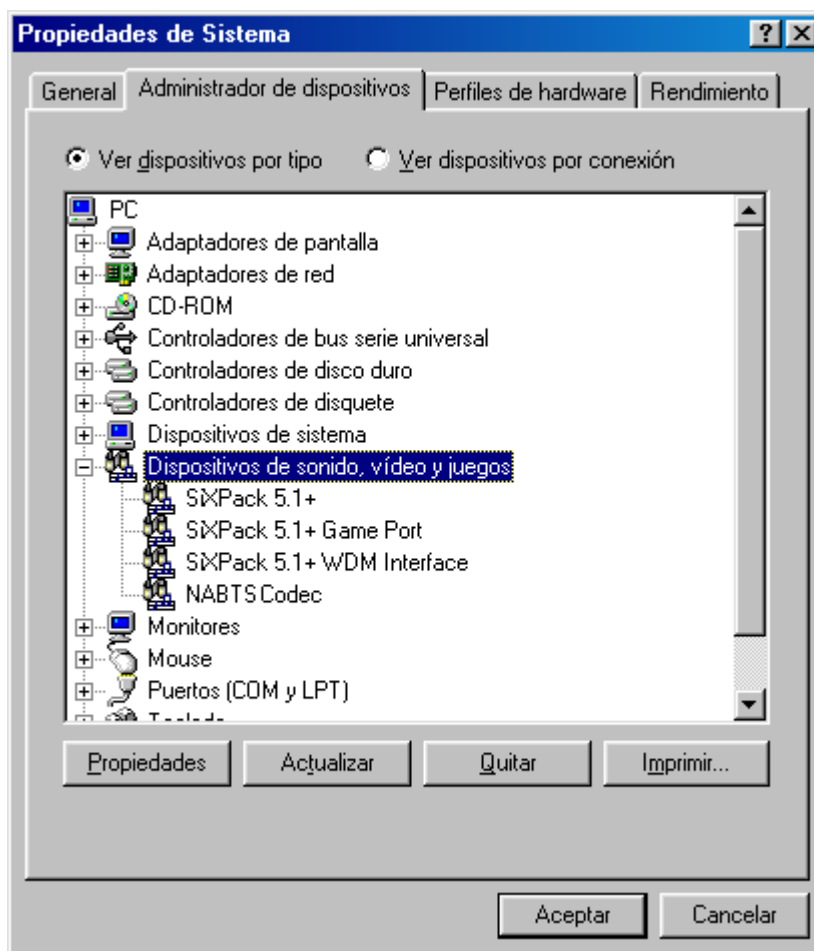 Propiedades de Sistema
General Administrador de dispositivos Perfiles de hardware Rendimiento
Ver dispositivos por tipo Ver dispositivos por conexión
PC
Adaptadores de pantalla
Adaptadores de red
CD-ROM
Controladores de bus serie universal
Controladores de disco duro
Controladores de disquete
Dispositivos de sistema
Dispositivos de sonido, vídeo y juegos
SiXPack 5.1+
SiXPack 5.1+ Game Port
SiXPack 5.1+ WDM Interface
NABTS Codec
Monitores
Mouse
Puertos (COM y LPT)
Propiedades Actualizar Quitar Imprimir...
Aceptar Cancelar